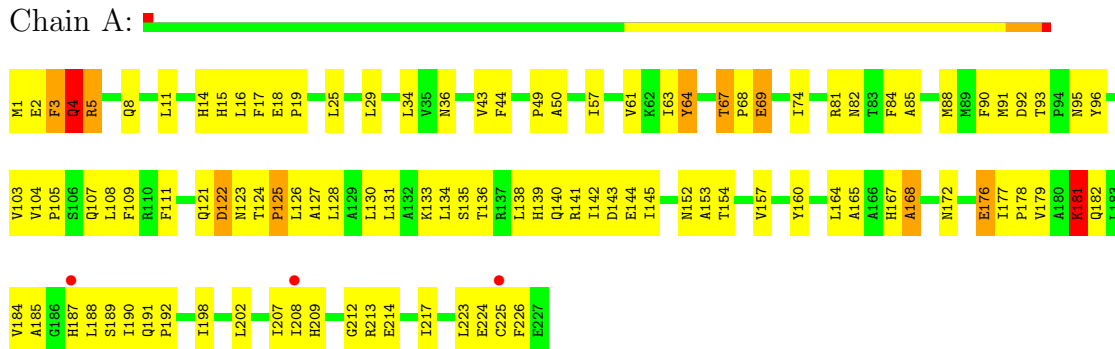 Chain A:
M1 E2 F3 Q4 R5 Q8 L11 H14 H15 L16 F17 E18 P19 L25 L29 L34 V35 N36 V43 F44 P49 A50 I57 V61 K62 I63 Y64 T67 P68 E69 I74 R81 N82 T83 F84 A85 M88 M89 F90 M91 D92 T93 P94 N95 Y96
V103 V104 P105 S106 Q107 L108 F109 R110 F111 Q121 D122 N123 T124 P125 L126 A127 L128 A129 L130 L131 A132 K133 L134 S135 T136 R137 L138 H139 Q140 R141 I142 D143 E144 I145 N152 A153 T154 V157 Y160 L164 A165 A166 H167 A168 N172 E176 I177 P178 V179 A180 K181 Q182 L183
V184 A185 G186 H187 L188 S189 I190 Q191 P192 I198 L202 I207 I208 H209 G212 R213 E214 I217 L223 E224 C225 F226 E227